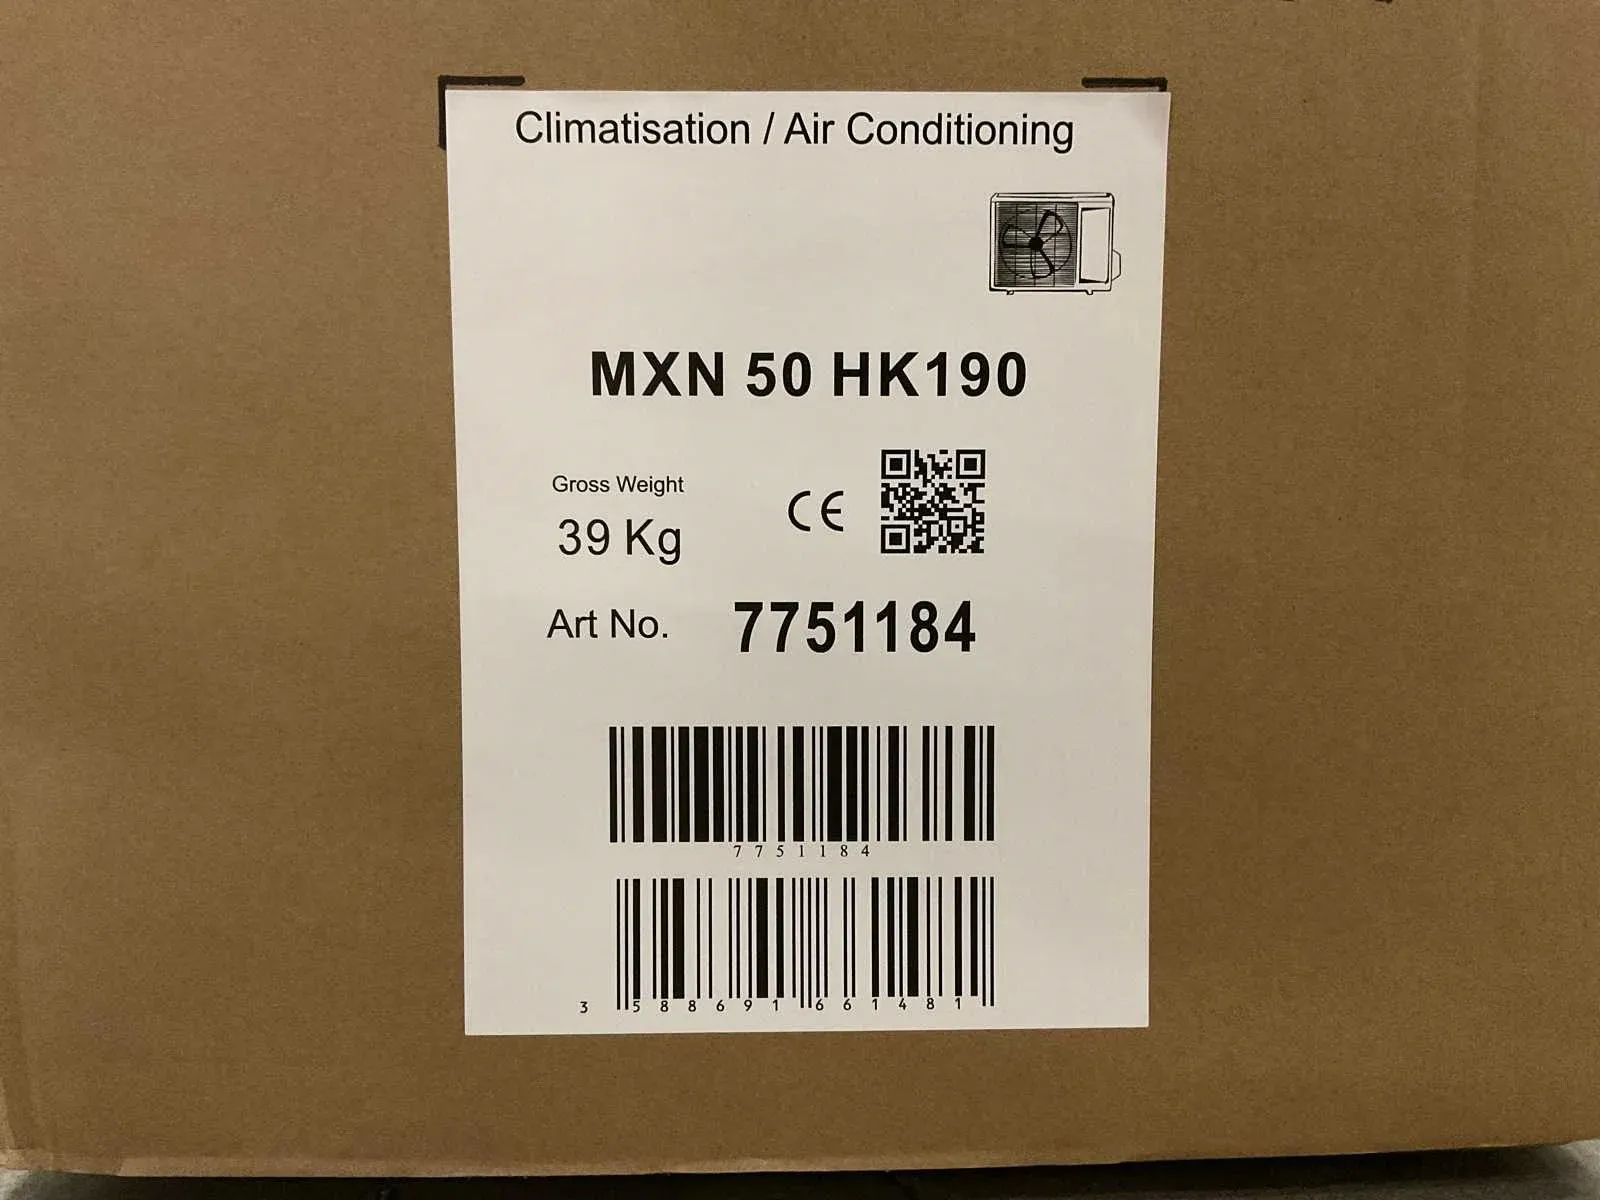 Climatisation / Air Conditioning
MXN 50 HK190
Gross Weight
39 Kg
CE
Art No. 7751184
7751184
3 588691 661481